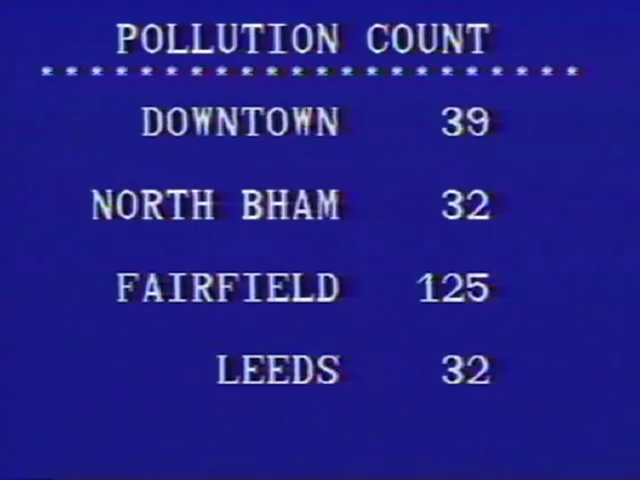 POLLUTION COUNT
* * * * * * * * * * * * * * * * * * * * * *
DOWNTOWN 39
NORTH BHAM 32
FAIRFIELD 125
LEEDS 32